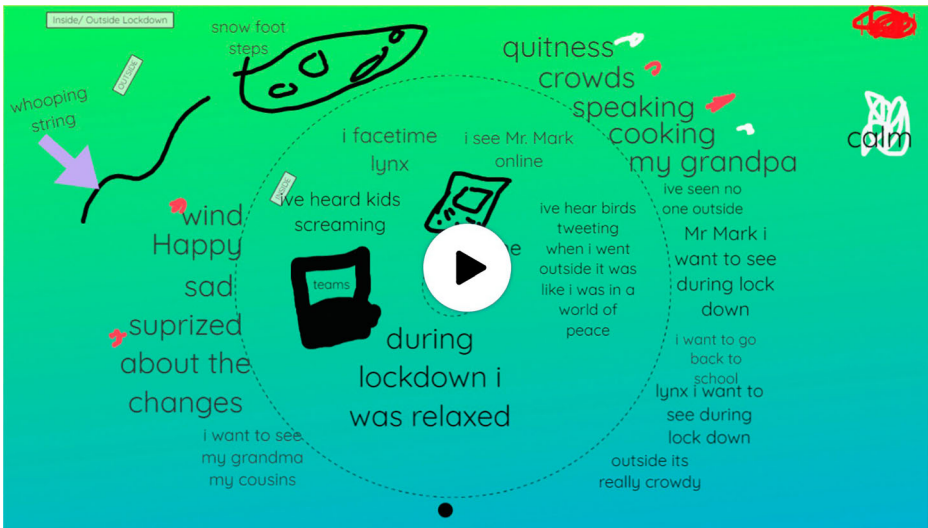 Inside/ Outside Lockdown
snow foot
steps
OUTSIDE
whooping
string
quitness
crowds
speaking
cooking
my grandpa
calm
i facetime
lynx
i see Mr. Mark
online
INSIDE
ive heard kids
screaming
teams
ive hear birds
tweeting
when i went
outside it was
like i was in a
world of
peace
ive seen no
one outside
Mr Mark i
want to see
during lock
down
wind
Happy
sad
suprized
about the
changes
during
lockdown i
was relaxed
i want to go
back to
school
lynx i want to
see during
lock down
i want to see
my grandma
my cousins
outside its
really crowdy